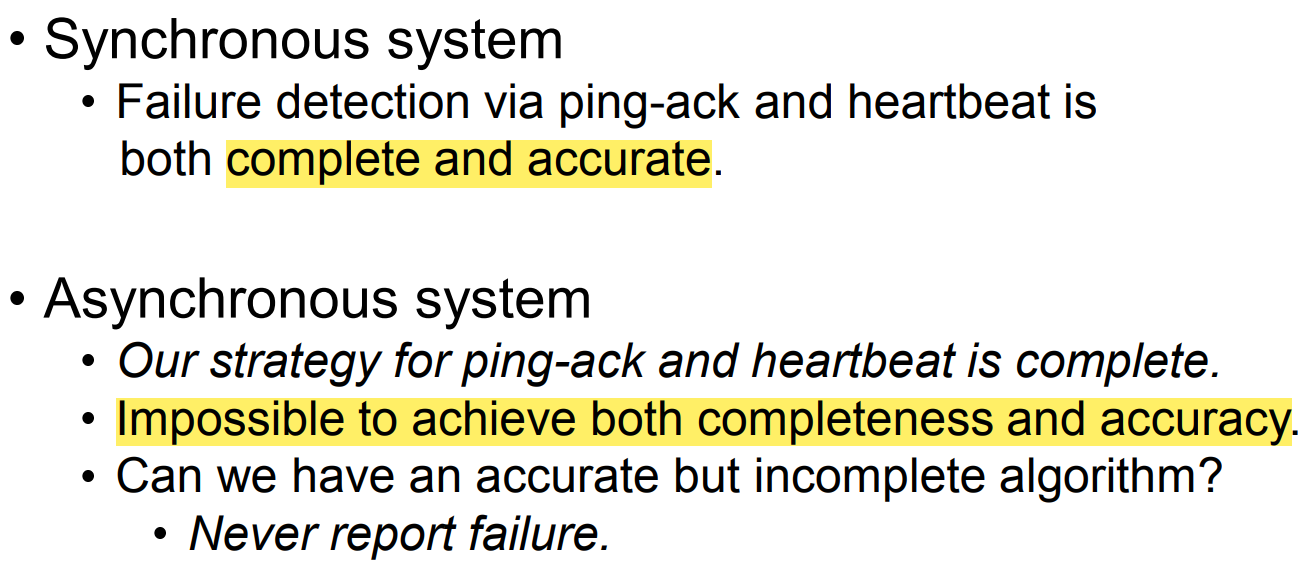 • Synchronous system
• Failure detection via ping-ack and heartbeat is
both complete and accurate.
• Asynchronous system
• Our strategy for ping-ack and heartbeat is complete.
• Impossible to achieve both completeness and accuracy.
• Can we have an accurate but incomplete algorithm?
• Never report failure.